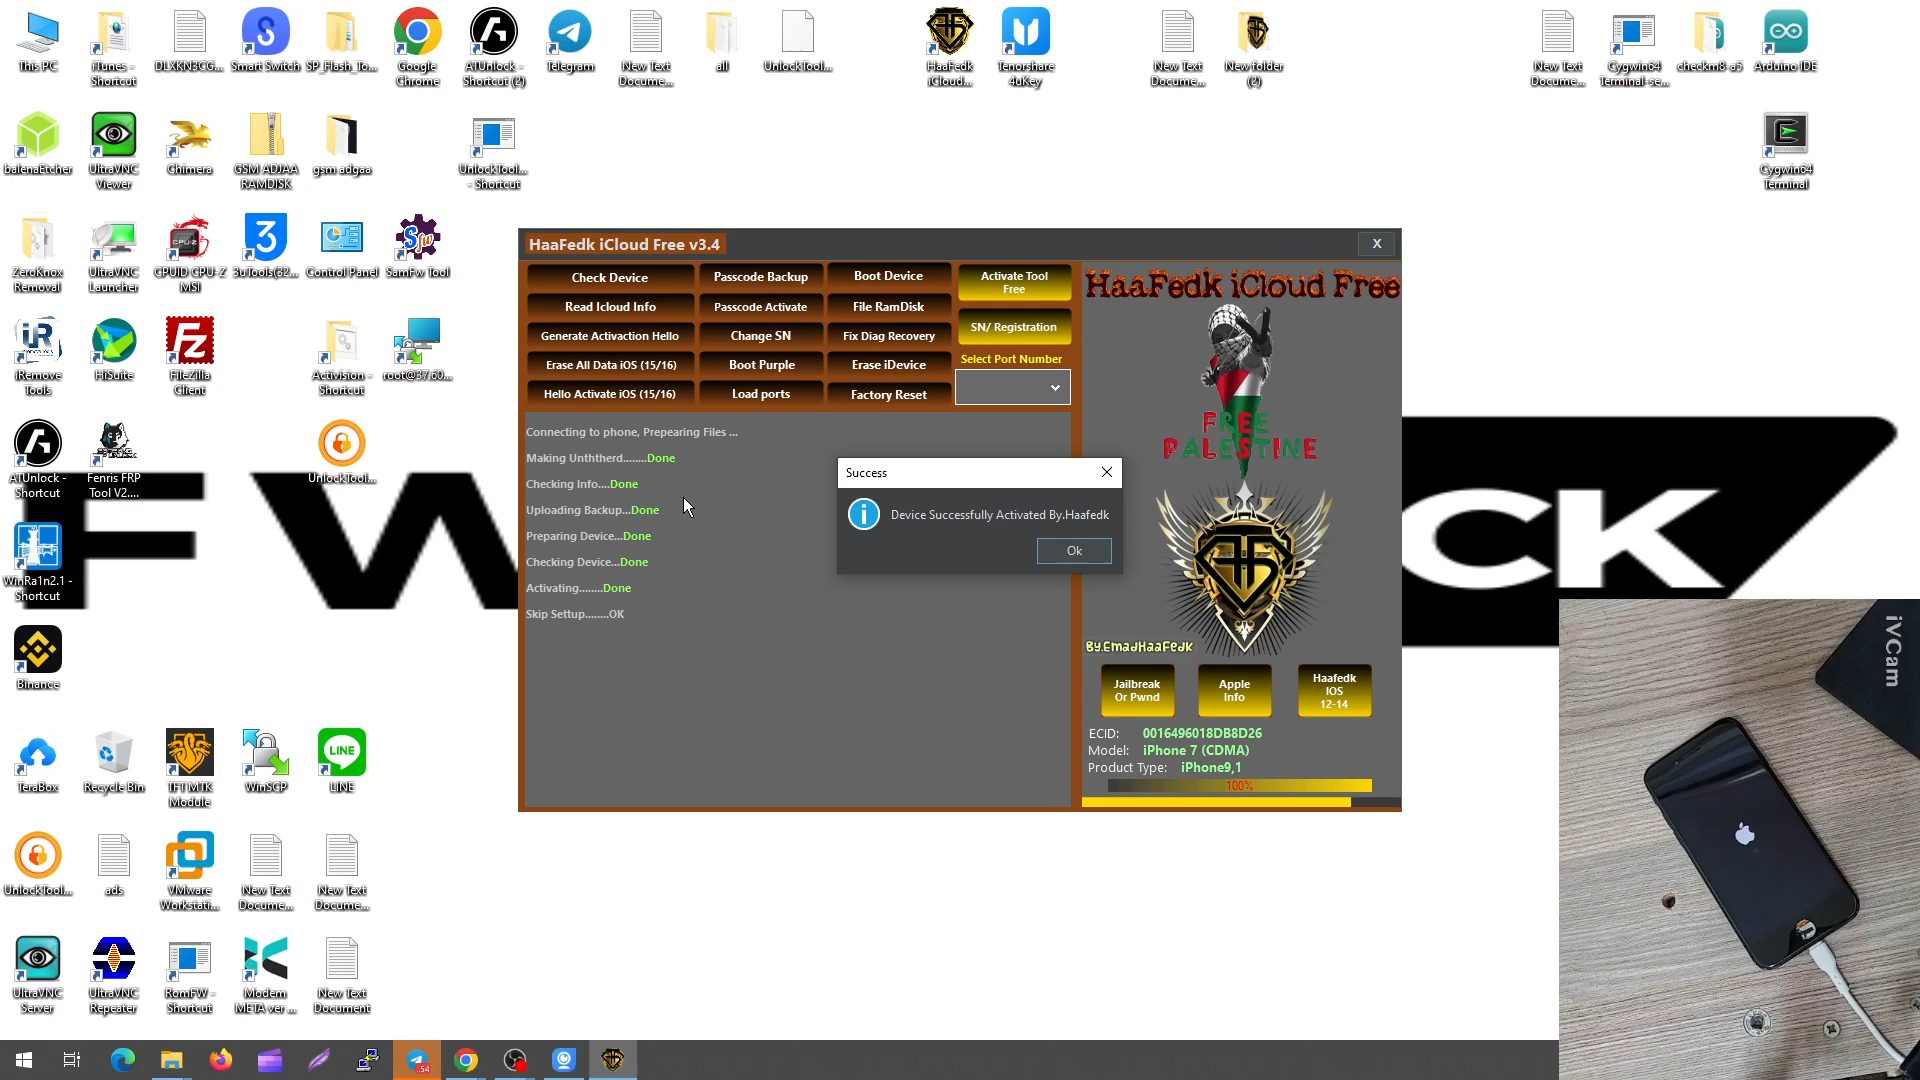 This PC
iTunes -
Shortcut
DLXKN3CG...
Smart Switch
SP_Flash_To...
Google
Chrome
ATUnlock -
Shortcut (2)
Telegram
New Text
Docume...
all
UnlockTool...
HaaFedk
iCloud...
Tenorshare
4uKey
New Text
Docume...
New folder
(2)
New Text
Docume...
Cygwin64
Terminal-se...
checkm8-a5
Arduino IDE
balenaEtcher
UltraVNC
Viewer
Chimera
GSM ADJAA
RAMDISK
gsm adgaa
UnlockTool...
- Shortcut
Cygwin64
Terminal
ZeroKnox
Removal
UltraVNC
Launcher
CPUID CPU-Z
MSI
3uTools(32...
Control Panel
SamFw Tool
iRemove
Tools
HiSuite
FileZilla
Client
Activision -
Shortcut
root@37.60...
ATUnlock -
Shortcut
Fenris FRP
Tool V2....
UnlockTool...
WinRa1n2.1 -
Shortcut
Binance
TeraBox
Recycle Bin
TFT MTK
Module
WinSCP
LINE
LINE
UnlockTool...
ads
VMware
Workstati...
New Text
Docume...
New Text
Docume...
UltraVNC
Server
UltraVNC
Repeater
RomFW -
Shortcut
Modem
META ver ...
New Text
Document
FW
CK
HaaFedk iCloud Free v3.4
X
Check Device
Passcode Backup
Boot Device
Activate Tool
Free
Read Icloud Info
Passcode Activate
File RamDisk
SN/ Registration
Generate Activaction Hello
Change SN
Fix Diag Recovery
Select Port Number
Erase All Data iOS (15/16)
Boot Purple
Erase iDevice
Hello Activate iOS (15/16)
Load ports
Factory Reset
Connecting to phone, Prepearing Files ...
Making Unththerd........Done
Checking Info....Done
Uploading Backup...Done
Preparing Device...Done
Checking Device...Done
Activating........Done
Skip Settup........OK
Success
Device Successfully Activated By.Haafedk
Ok
HaaFedk iCloud Free
FREE
PALESTINE
By.EmadHaaFedk
Jailbreak
Or Pwnd
Apple
Info
Haafedk
IOS
12-14
ECID: 0016496018DB8D26
Model: iPhone 7 (CDMA)
Product Type: iPhone9,1
100%
iVCam
54